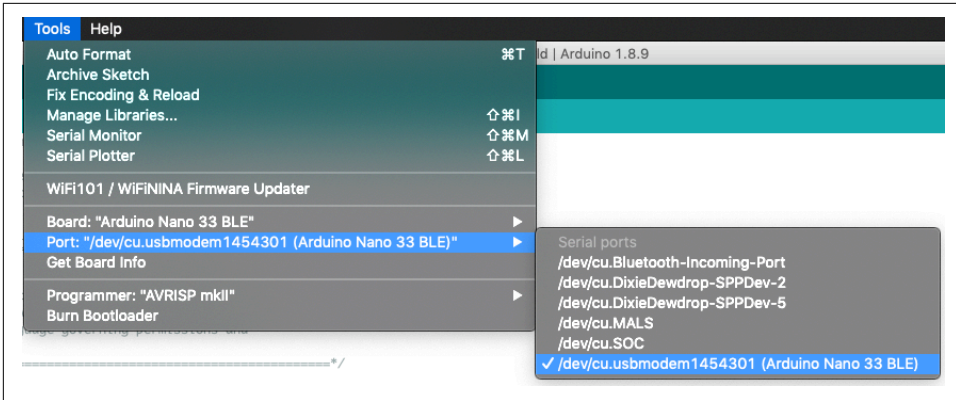 Tools Help
Auto Format ⌘T
ld | Arduino 1.8.9
Archive Sketch
Fix Encoding & Reload
Manage Libraries... ⇧⌘I
Serial Monitor ⇧⌘M
Serial Plotter ⇧⌘L
WiFi101 / WiFiNINA Firmware Updater
Board: "Arduino Nano 33 BLE" ▶
Port: "/dev/cu.usbmodem1454301 (Arduino Nano 33 BLE)" ▶
Get Board Info
Programmer: "AVRISP mkII" ▶
Burn Bootloader
governing permissions and
*/
Serial ports
/dev/cu.Bluetooth-Incoming-Port
/dev/cu.DixieDewdrop-SPPDev-2
/dev/cu.DixieDewdrop-SPPDev-5
/dev/cu.MALS
/dev/cu.SOC
✓ /dev/cu.usbmodem1454301 (Arduino Nano 33 BLE)